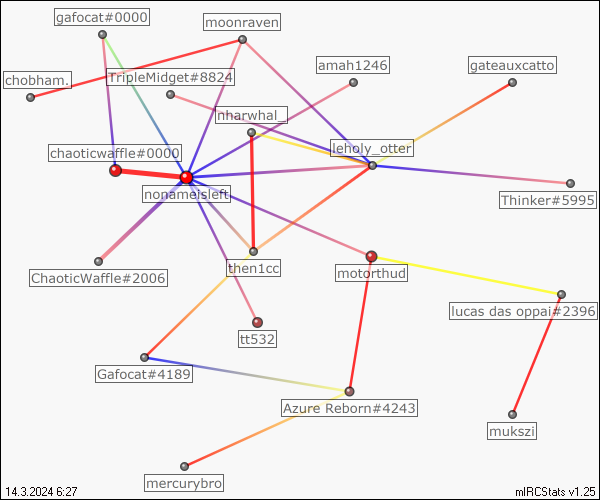 gafocat#0000
moonraven
chobham.
TripleMidget#8824
amah1246
gateauxcatto
nharwhal_
chaoticwaffle#0000
leholy_otter
nonameisleft
Thinker#5995
ChaoticWaffle#2006
then1cc
motorthud
lucas das oppai#2396
tt532
Gafocat#4189
Azure Reborn#4243
mukszi
mercurybro
14.3.2024 6:27
mIRCStats v1.25